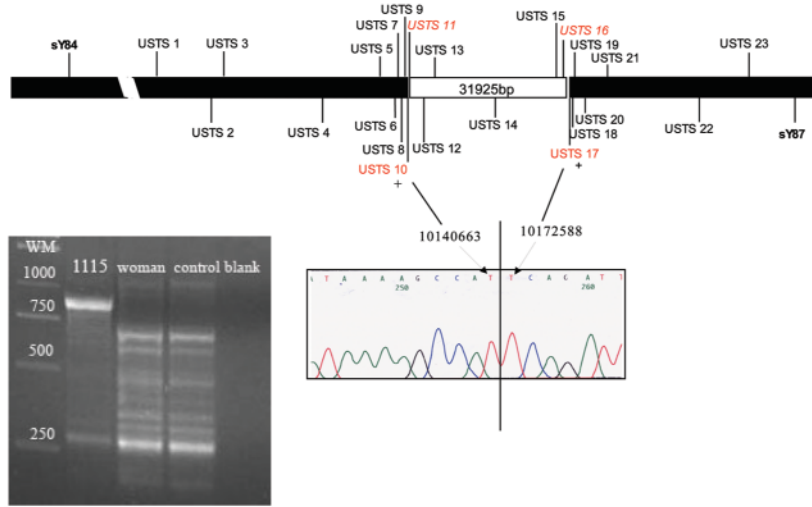 USTS 9
USTS 7 USTS 11 USTS 15 USTS 16
sY84 USTS 1 USTS 3 USTS 5 USTS 13 USTS 19 USTS 21 USTS 23
31925bp
USTS 2 USTS 4 USTS 6 USTS 14 USTS 20 USTS 22 sY87
USTS 8 USTS 12 USTS 18
USTS 10 USTS 17
+ +
10140663 10172588
WM
1115 woman control blank
1000
750
500
250
T A A A A G C C A T T C A G A T T
250 260